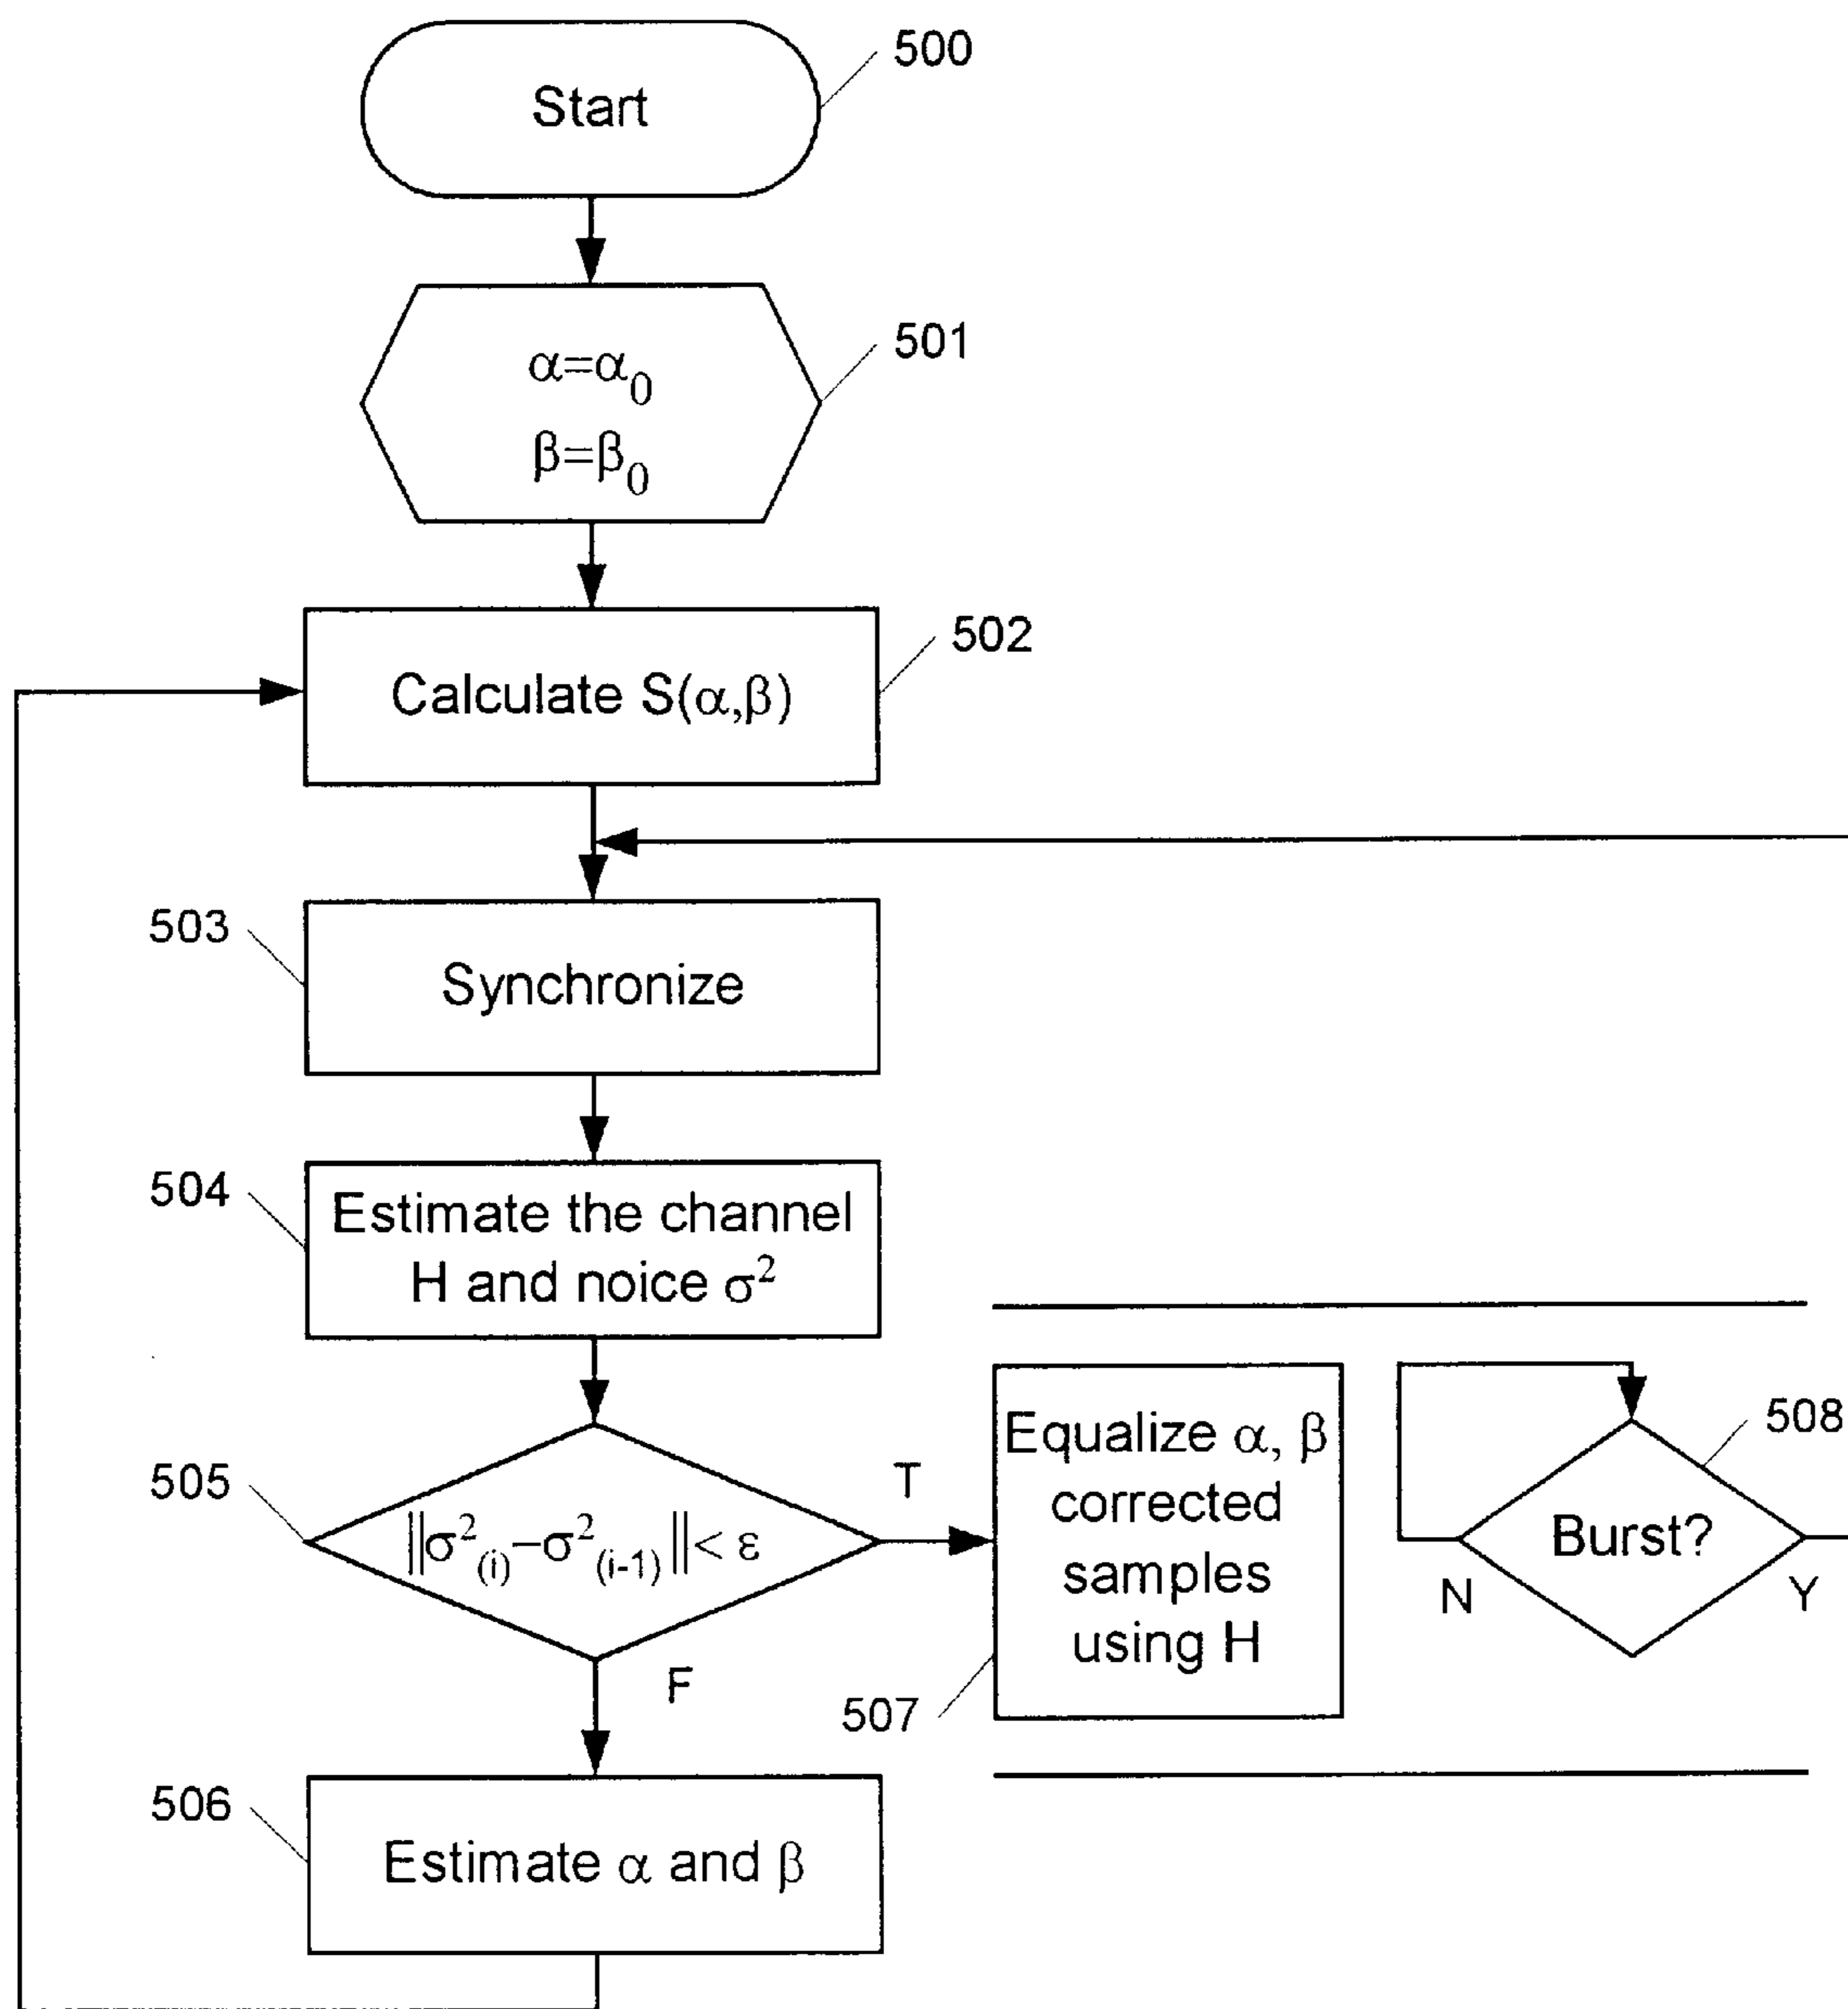 Start
500
α=α₀
β=β₀
501
Calculate S(α,β)
502
503
Synchronize
504
Estimate the channel
H and noice σ²
505
‖σ²₍ᵢ₎−σ²₍ᵢ₋₁₎‖< ε
T
F
Equalize α, β
corrected
samples
using H
507
Burst?
508
N
Y
506
Estimate α and β